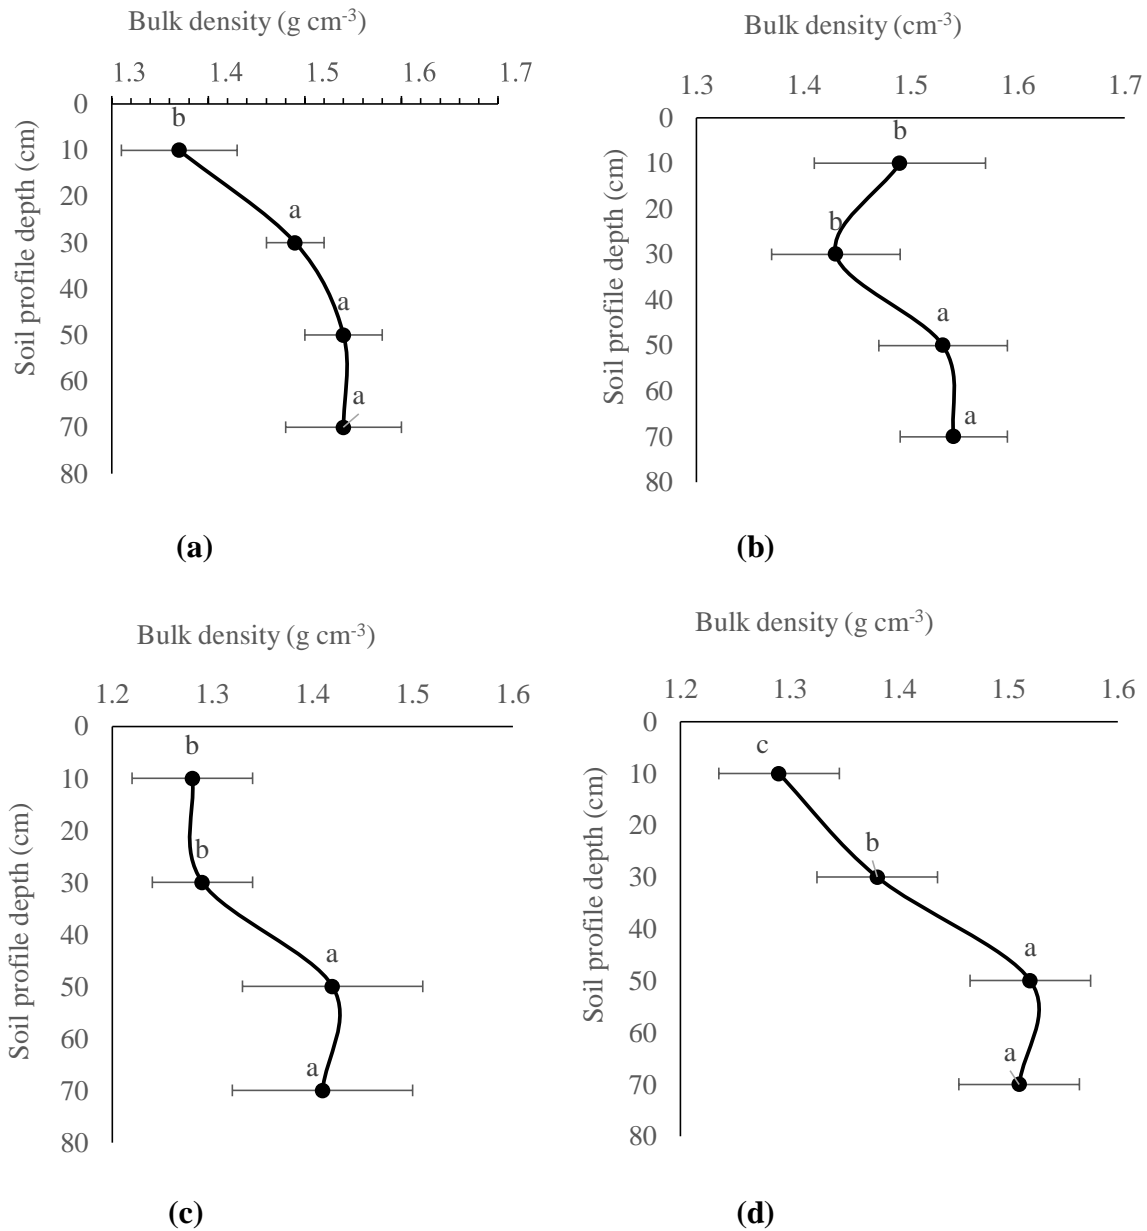 Bulk density (g cm-3)
1.3 1.4 1.5 1.6 1.7
0
10
20
30
40
50
60
70
80
Soil profile depth (cm)
b
a
a
a
(a)
Bulk density (cm-3)
1.3 1.4 1.5 1.6 1.7
0
10
20
30
40
50
60
70
80
Soil profile depth (cm)
b
b
a
a
(b)
Bulk density (g cm-3)
1.2 1.3 1.4 1.5 1.6
0
10
20
30
40
50
60
70
80
Soil profile depth (cm)
b
b
a
a
(c)
Bulk density (g cm-3)
1.2 1.3 1.4 1.5 1.6
0
10
20
30
40
50
60
70
80
Soil profile depth (cm)
c
b
a
a
(d)